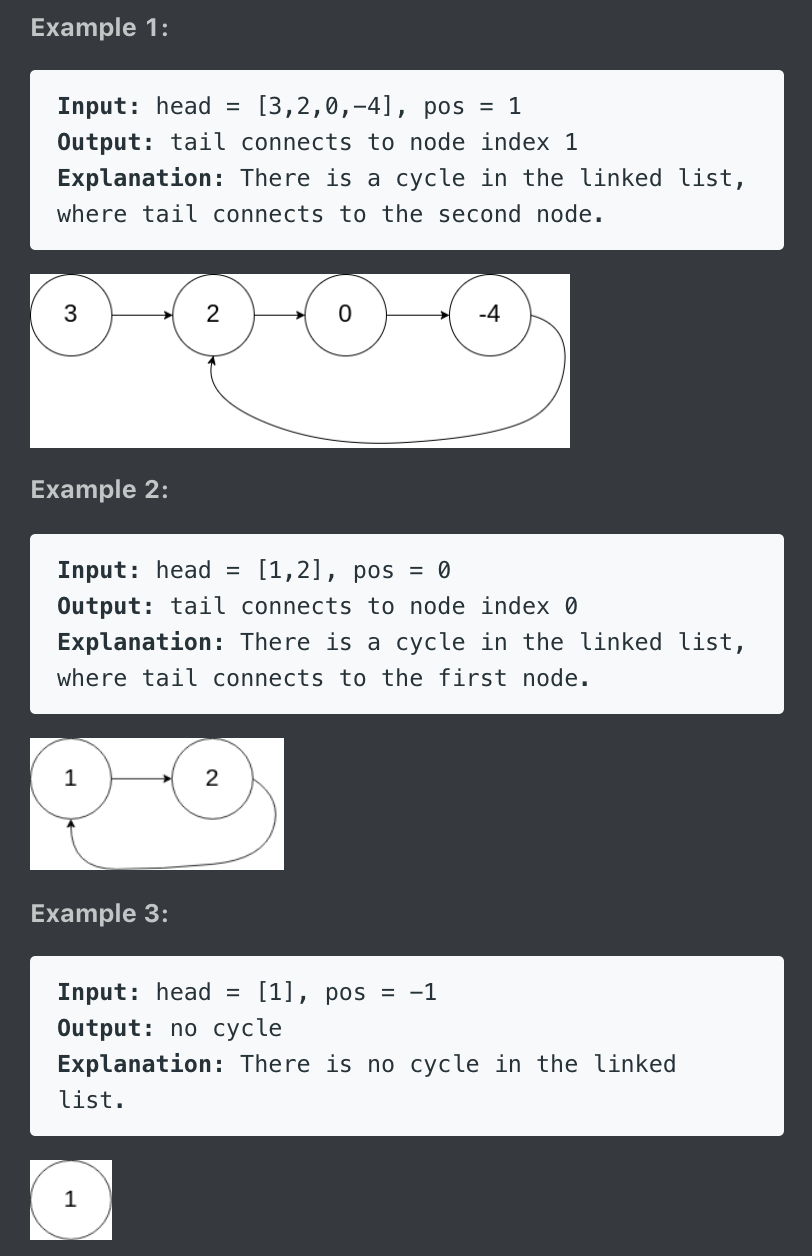 Example 1:
Input: head = [3,2,0,−4], pos = 1
Output: tail connects to node index 1
Explanation: There is a cycle in the linked list,
where tail connects to the second node.
3 2 0 -4
Example 2:
Input: head = [1,2], pos = 0
Output: tail connects to node index 0
Explanation: There is a cycle in the linked list,
where tail connects to the first node.
1 2
Example 3:
Input: head = [1], pos = −1
Output: no cycle
Explanation: There is no cycle in the linked
list.
1